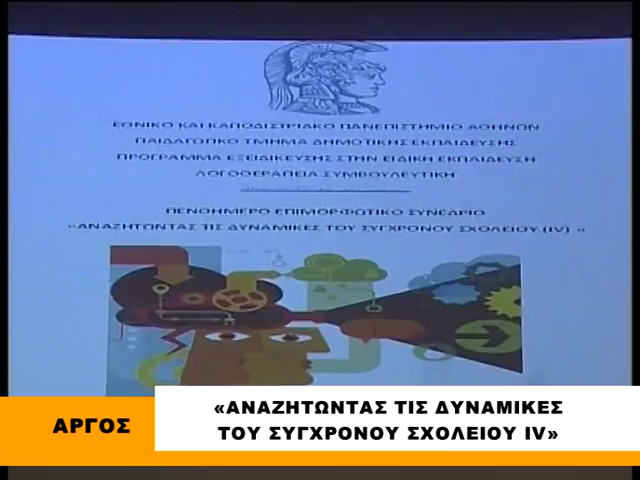 ΕΘΝΙΚΟ ΚΑΙ ΚΑΠΟΔΙΣΤΡΙΑΚΟ ΠΑΝΕΠΙΣΤΗΜΙΟ ΑΘΗΝΩΝ
ΠΑΙΔΑΓΩΓΙΚΟ ΤΜΗΜΑ ΔΗΜΟΤΙΚΗΣ ΕΚΠΑΙΔΕΥΣΗΣ
ΠΡΟΓΡΑΜΜΑ ΕΞΕΙΔΙΚΕΥΣΗΣ ΣΤΗΝ ΕΙΔΙΚΗ ΕΚΠΑΙΔΕΥΣΗ
ΛΟΓΟΘΕΡΑΠΕΙΑ ΣΥΜΒΟΥΛΕΥΤΙΚΗ
ΠΕΝΘΗΜΕΡΟ ΕΠΙΜΟΡΦΩΤΙΚΟ ΣΥΝΕΔΡΙΟ
«ΑΝΑΖΗΤΩΝΤΑΣ ΤΙΣ ΔΥΝΑΜΙΚΕΣ ΤΟΥ ΣΥΓΧΡΟΝΟΥ ΣΧΟΛΕΙΟΥ (IV) »
ΑΡΓΟΣ
«ΑΝΑΖΗΤΩΝΤΑΣ ΤΙΣ ΔΥΝΑΜΙΚΕΣ
ΤΟΥ ΣΥΓΧΡΟΝΟΥ ΣΧΟΛΕΙΟΥ IV»